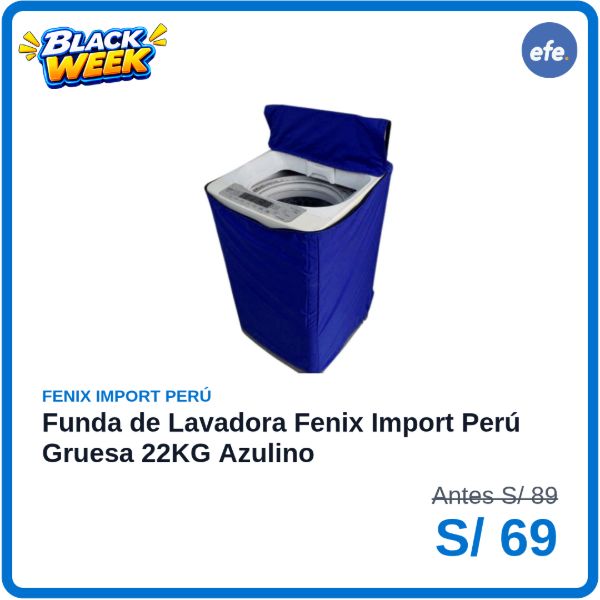 BLACK
WEEK
efe.
FENIX IMPORT PERÚ
Funda de Lavadora Fenix Import Perú
Gruesa 22KG Azulino
Antes S/ 89
S/ 69